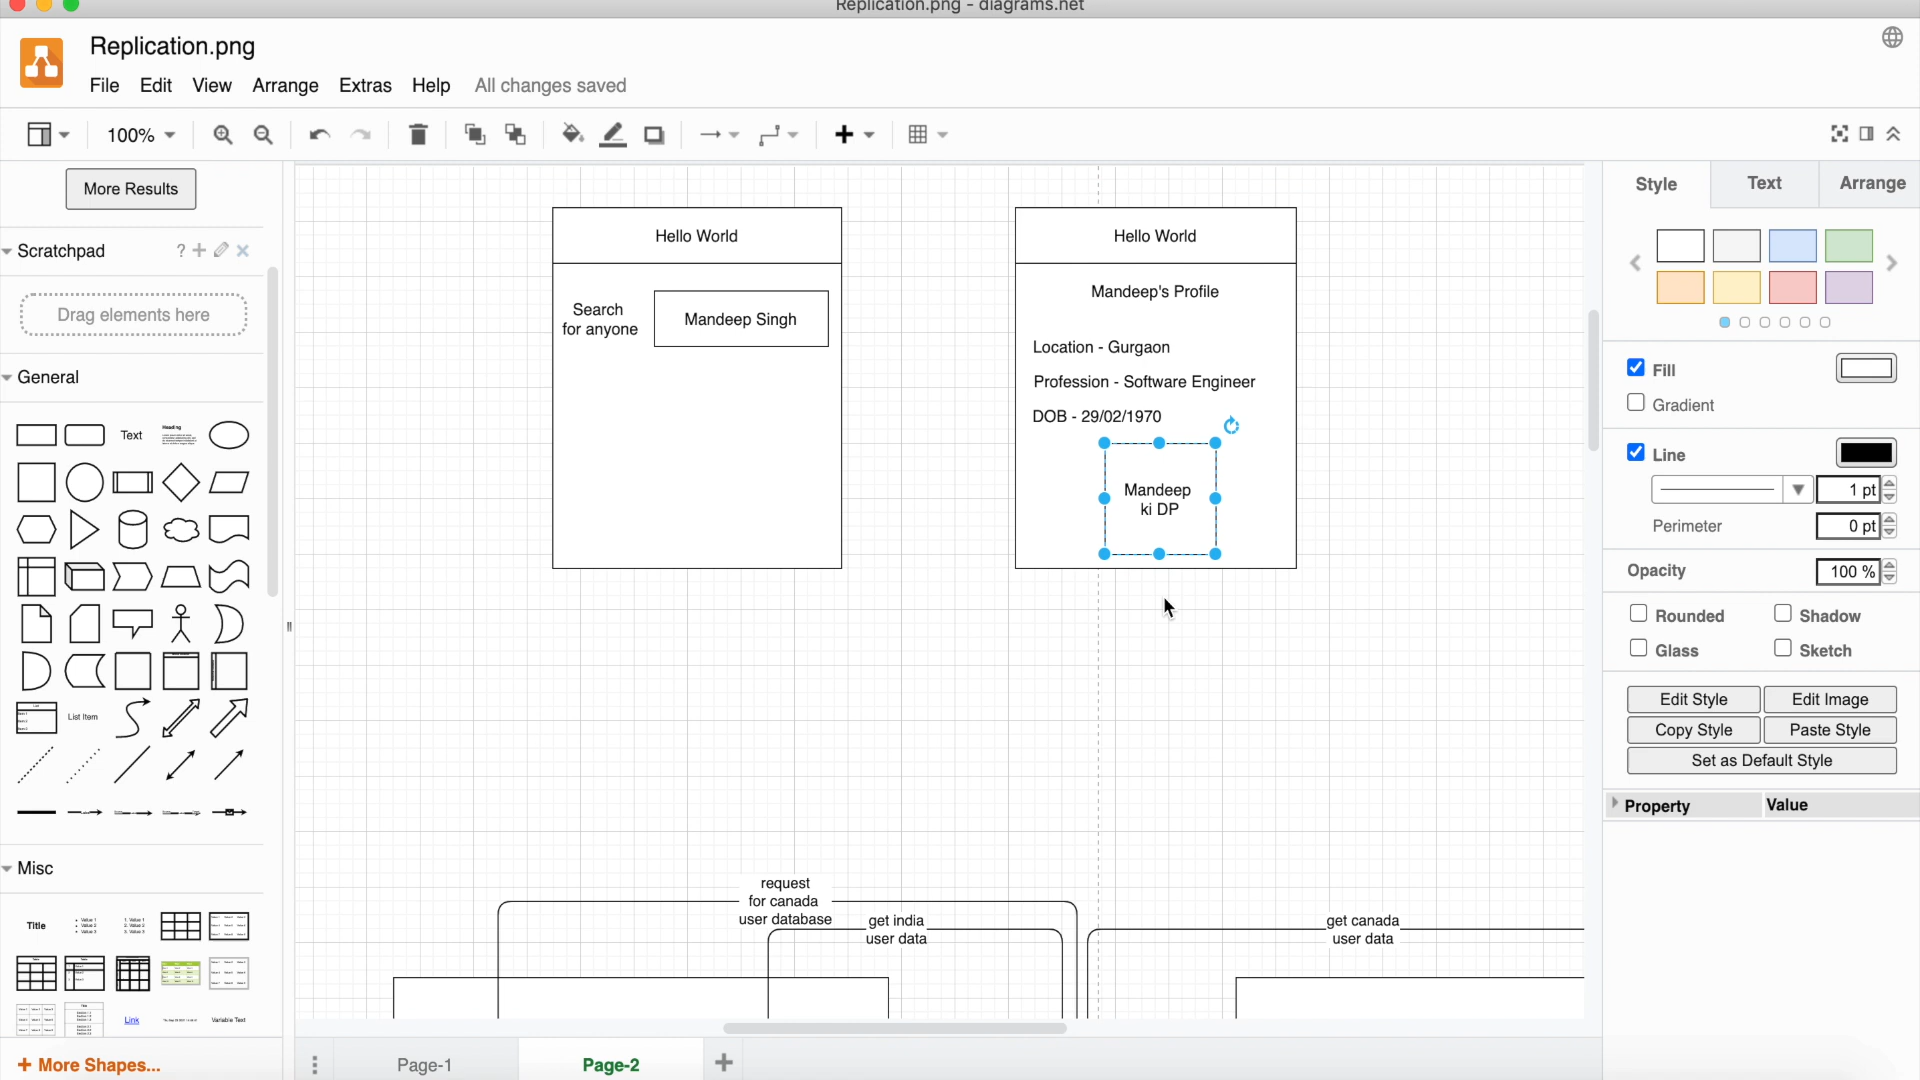 Replication.png - diagrams.net
Replication.png
File Edit View Arrange Extras Help All changes saved
100%
More Results
Scratchpad
?
Drag elements here
General
Text
Heading
List Item
Misc
Title
Link
Variable Text
+ More Shapes...
Hello World
Search
for anyone
Mandeep Singh
Hello World
Mandeep's Profile
Location - Gurgaon
Profession - Software Engineer
DOB - 29/02/1970
Mandeep
ki DP
request
for canada
user database
get india
user data
get canada
user data
Page-1
Page-2
Style Text Arrange
Fill
Gradient
Line
1 pt
Perimeter 0 pt
Opacity 100 %
Rounded Shadow
Glass Sketch
Edit Style Edit Image
Copy Style Paste Style
Set as Default Style
Property Value